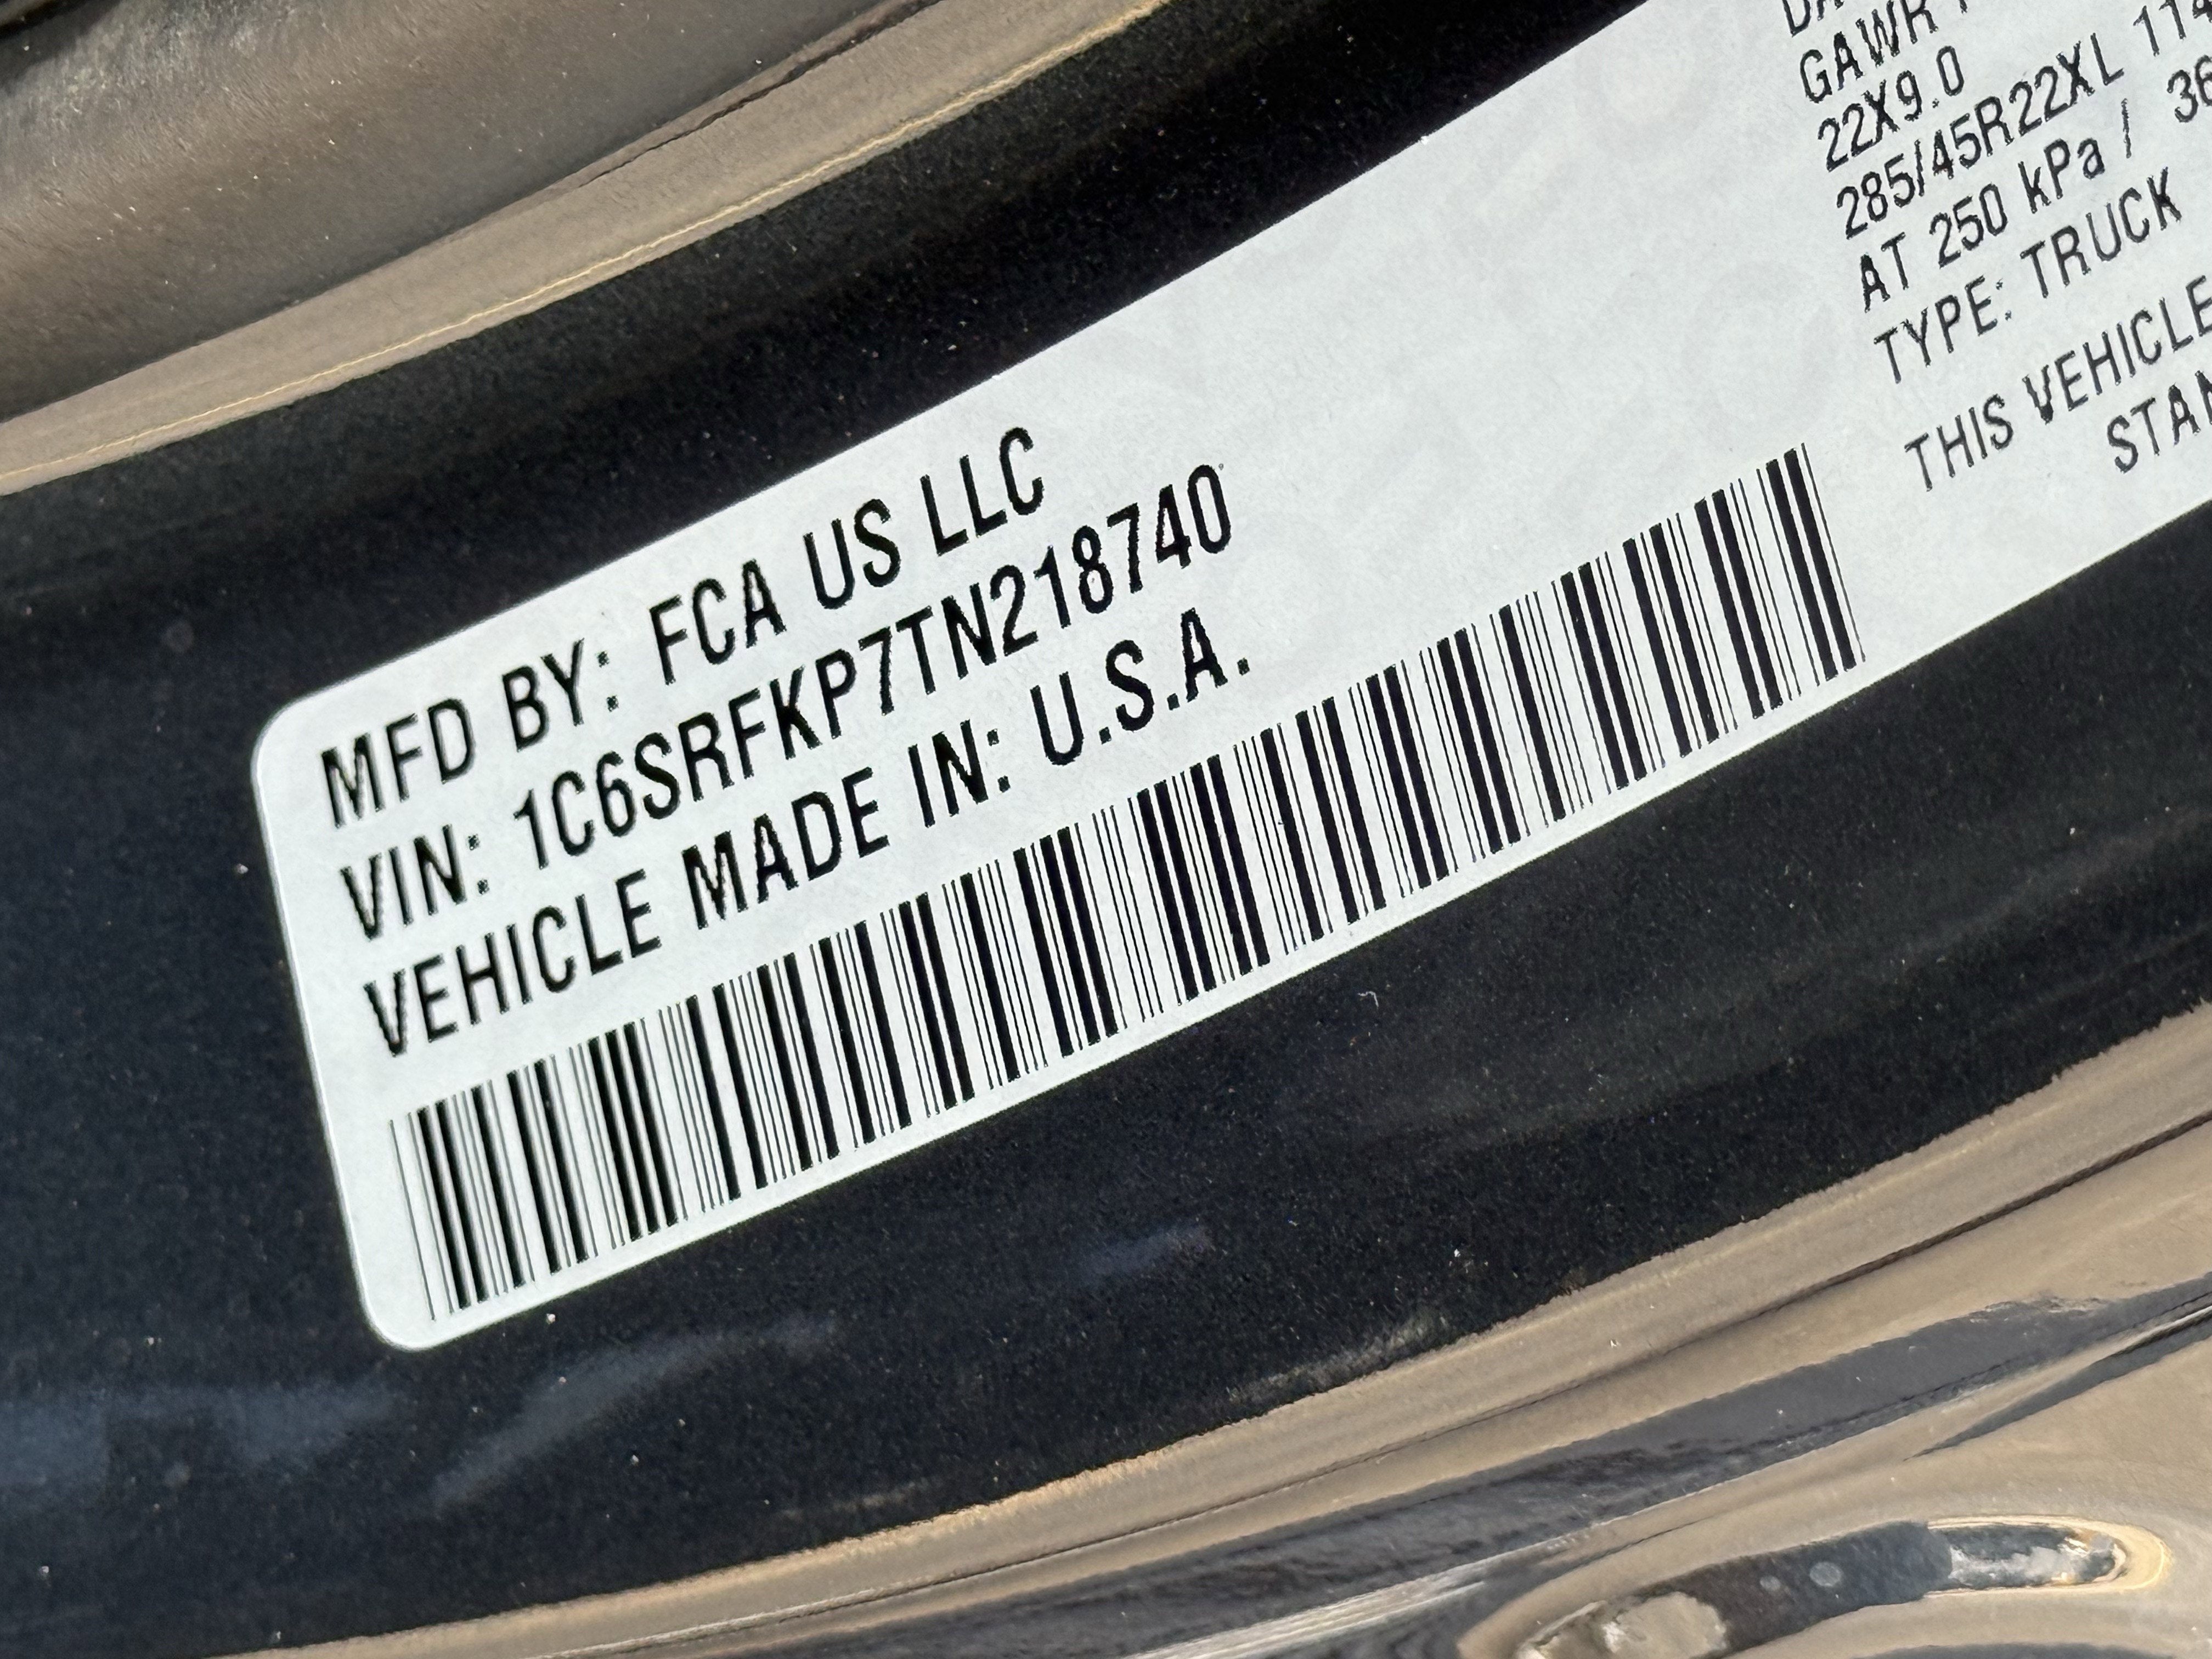 MFD BY: FCA US LLC
VIN: 1C6SRFKP7TN218740
VEHICLE MADE IN: U.S.A.
GAWR
22X9.0
285/45R22XL
AT 250 kPa /
TYPE: TRUCK
THIS VEHICLE